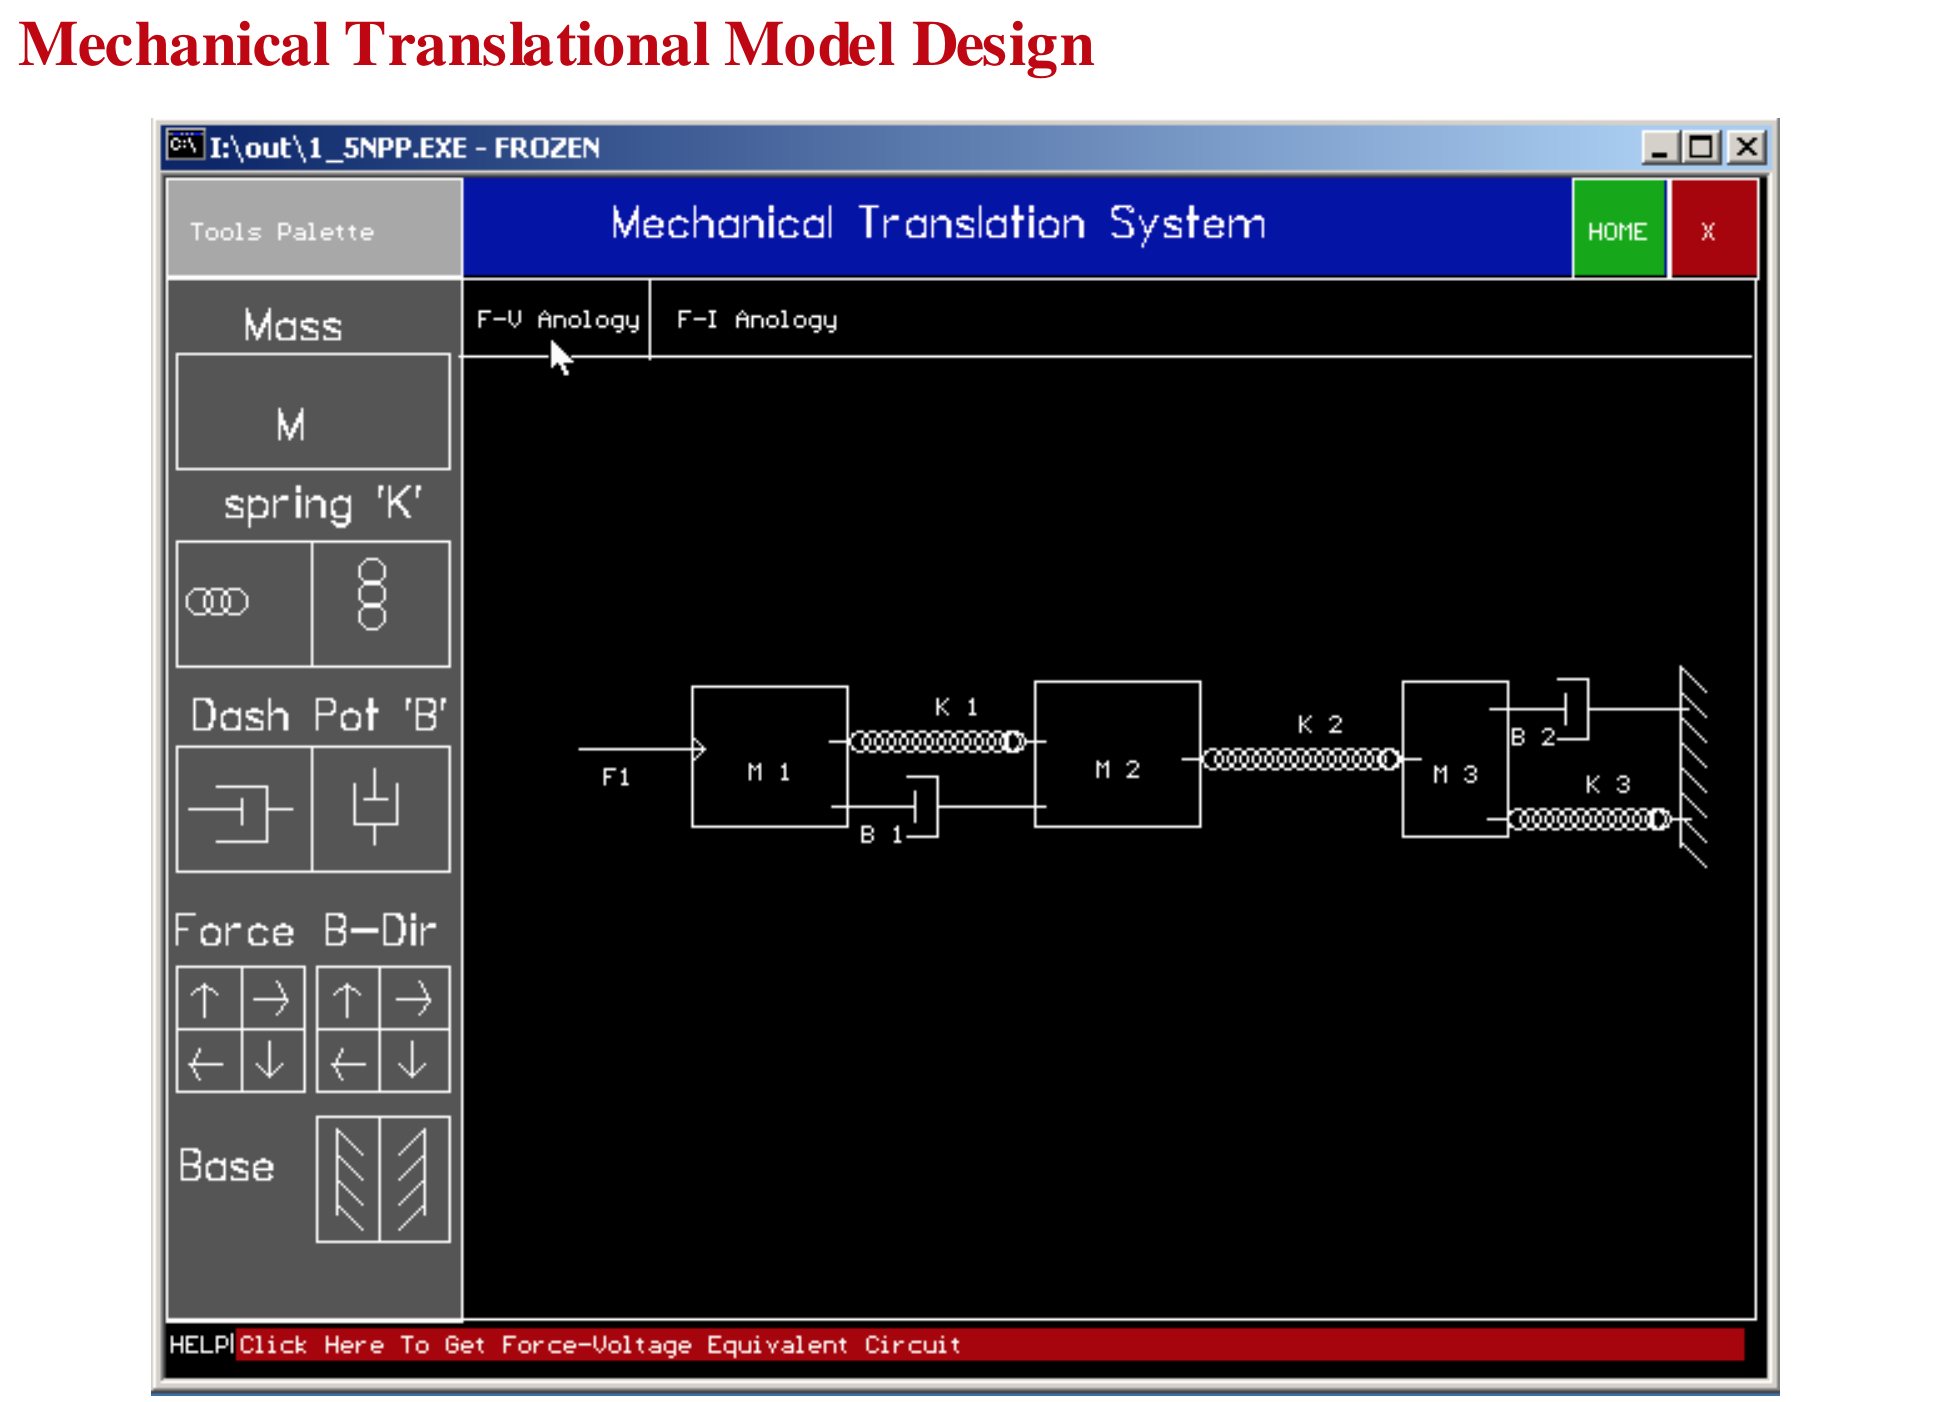 Mechanical Translational Model Design
C:\ I:\out\1_5NPP.EXE - FROZEN
Tools Palette
Mechanical Translation System
HOME
X
F-V Anology
F-I Anology
Mass
M
spring 'K'
Dash Pot 'B'
Force
B-Dir
Base
F1
M 1
K 1
B 1
M 2
K 2
M 3
B 2
K 3
HELP
Click Here To Get Force-Voltage Equivalent Circuit